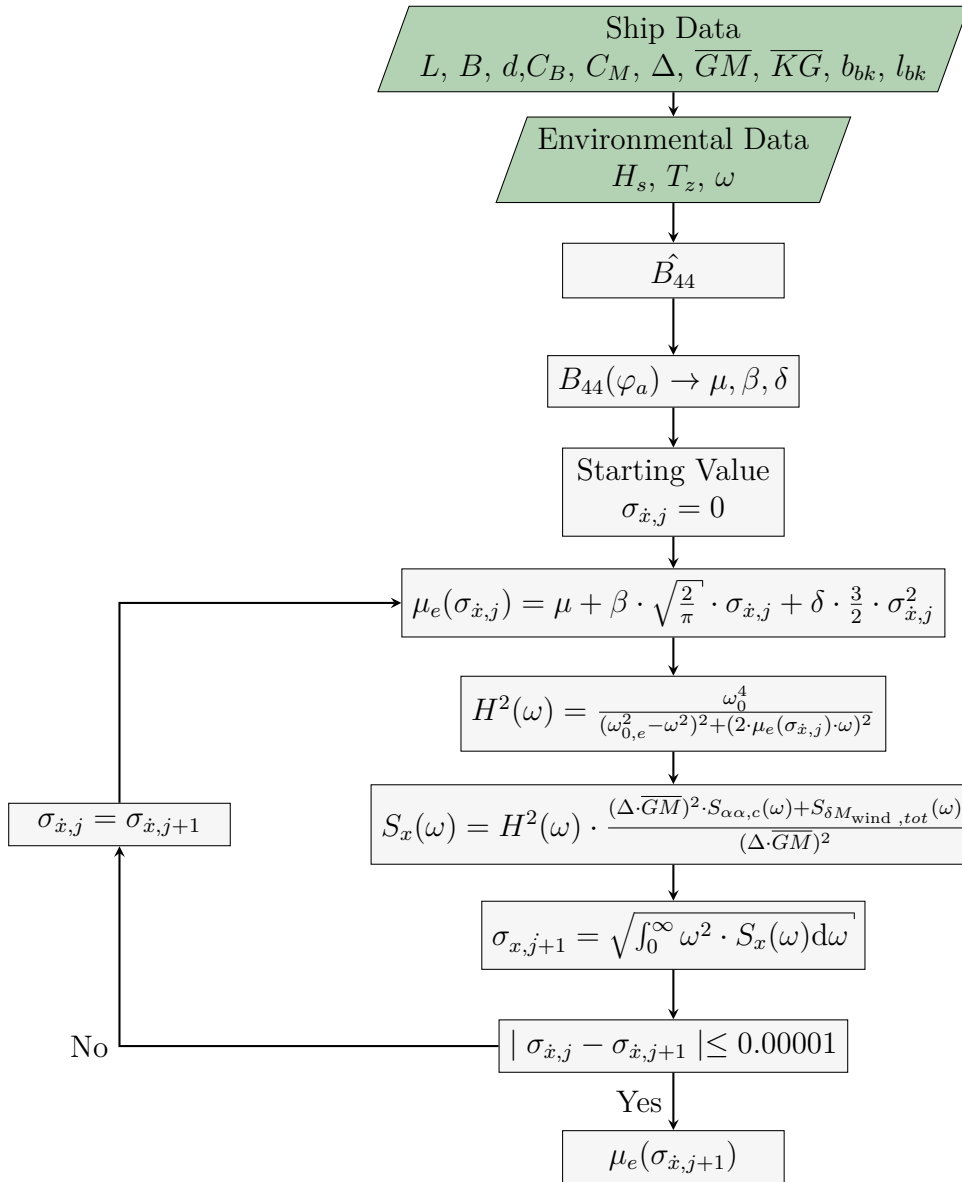 Ship Data
L, B, d,C_B, C_M, Δ, \overline{GM}, \overline{KG}, b_{bk}, l_{bk}
Environmental Data
H_s, T_z, ω
\hat{B_{44}}
B_{44}(φ_a) → μ, β, δ
Starting Value
σ_{\dot{x},j} = 0
μ_e(σ_{\dot{x},j}) = μ + β · \sqrt{\frac{2}{π}} · σ_{\dot{x},j} + δ · \frac{3}{2} · σ_{\dot{x},j}^2
H^2(ω) = \frac{ω_0^4}{(ω_{0,e}^2−ω^2)^2+(2·μ_e(σ_{\dot{x},j})·ω)^2}
σ_{\dot{x},j} = σ_{\dot{x},j+1}
S_x(ω) = H^2(ω) · \frac{(Δ·\overline{GM})^2·S_{αα,c}(ω)+S_{δM_{wind ,tot}}(ω)}{(Δ·\overline{GM})^2}
σ_{\dot{x,j+1}} = \sqrt{\int_0^∞ ω^2 · S_x(ω)dω}
No
| σ_{\dot{x},j} − σ_{\dot{x},j+1} |≤ 0.00001
Yes
μ_e(σ_{\dot{x},j+1})